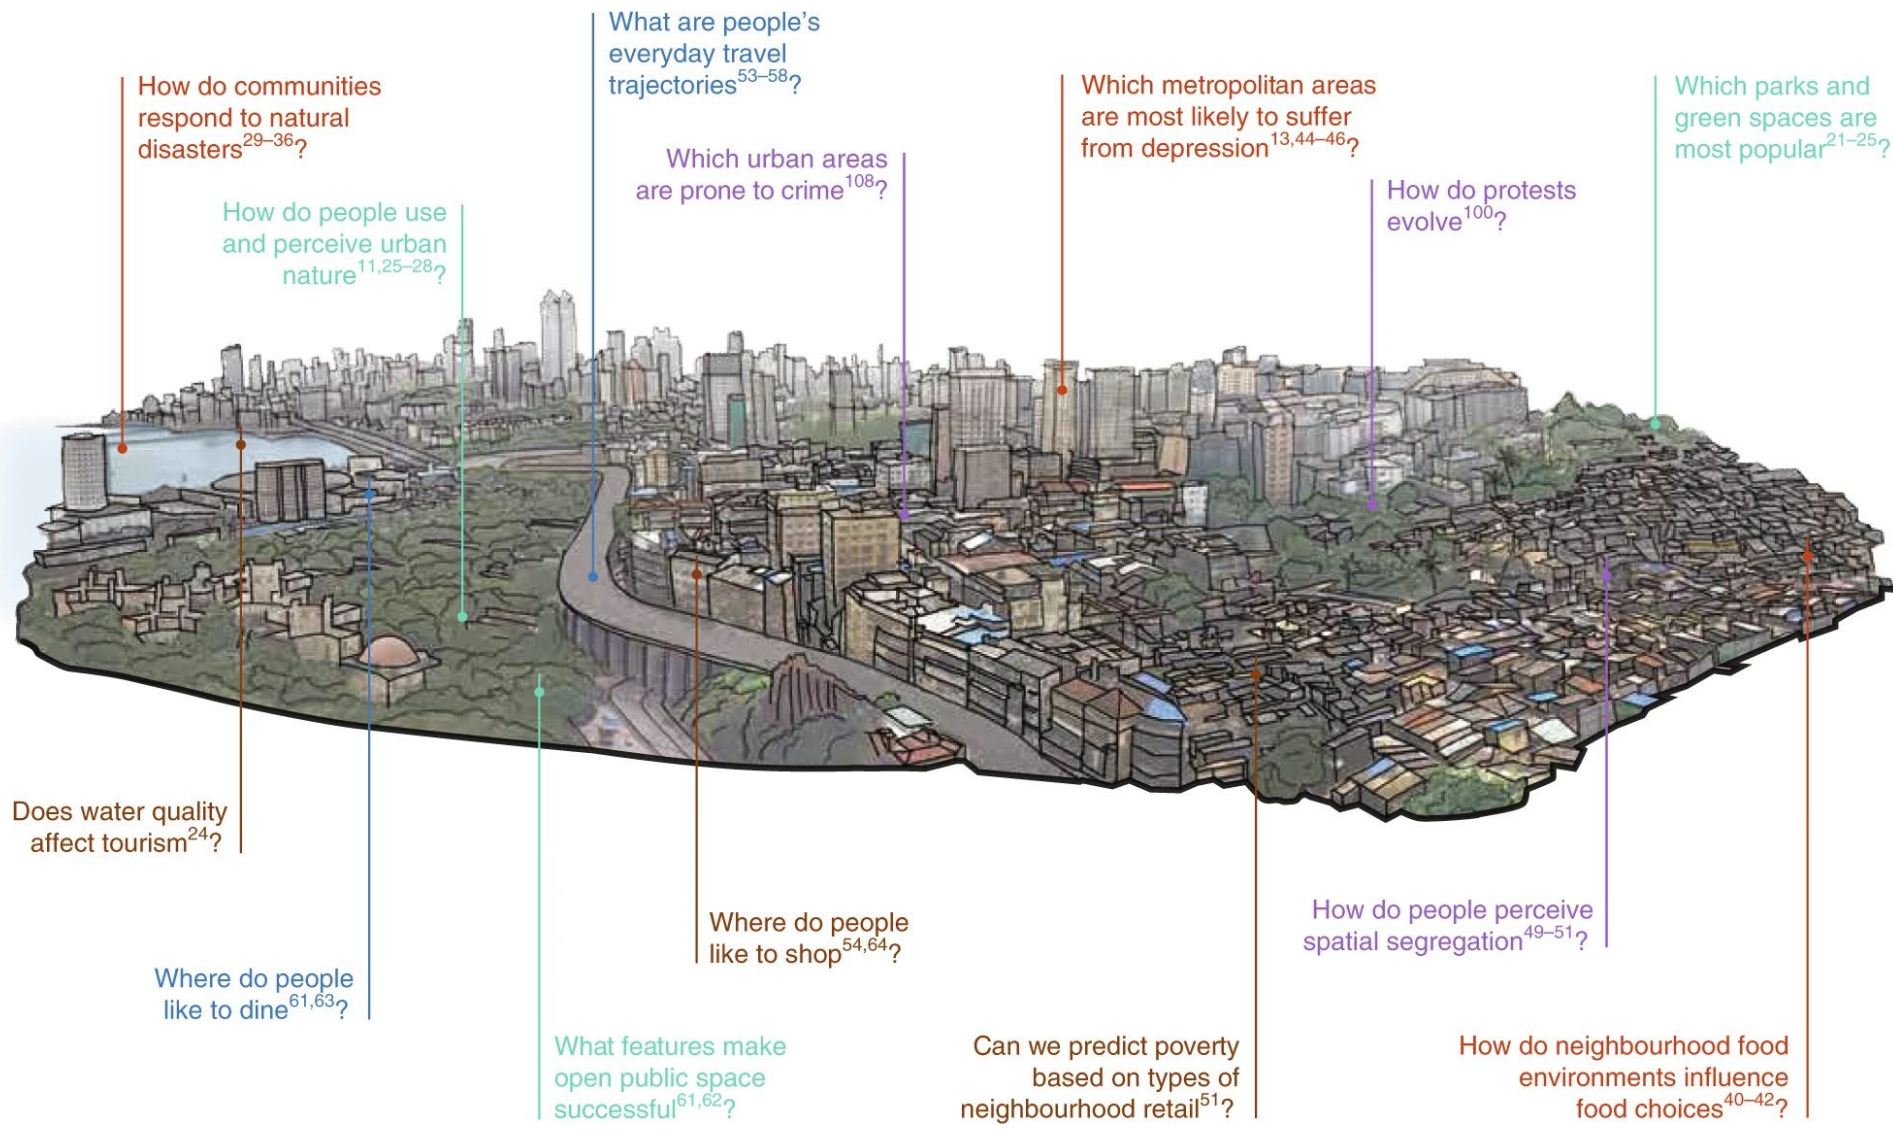 What are people's
everyday travel
trajectories53–58?
How do communities
respond to natural
disasters29–36?
Which metropolitan areas
are most likely to suffer
from depression13,44–46?
Which parks and
green spaces are
most popular21–25?
Which urban areas
are prone to crime108?
How do protests
evolve100?
How do people use
and perceive urban
nature11,25–28?
Does water quality
affect tourism24?
Where do people
like to shop54,64?
How do people perceive
spatial segregation49–51?
Where do people
like to dine61,63?
What features make
open public space
successful61,62?
Can we predict poverty
based on types of
neighbourhood retail51?
How do neighbourhood food
environments influence
food choices40–42?